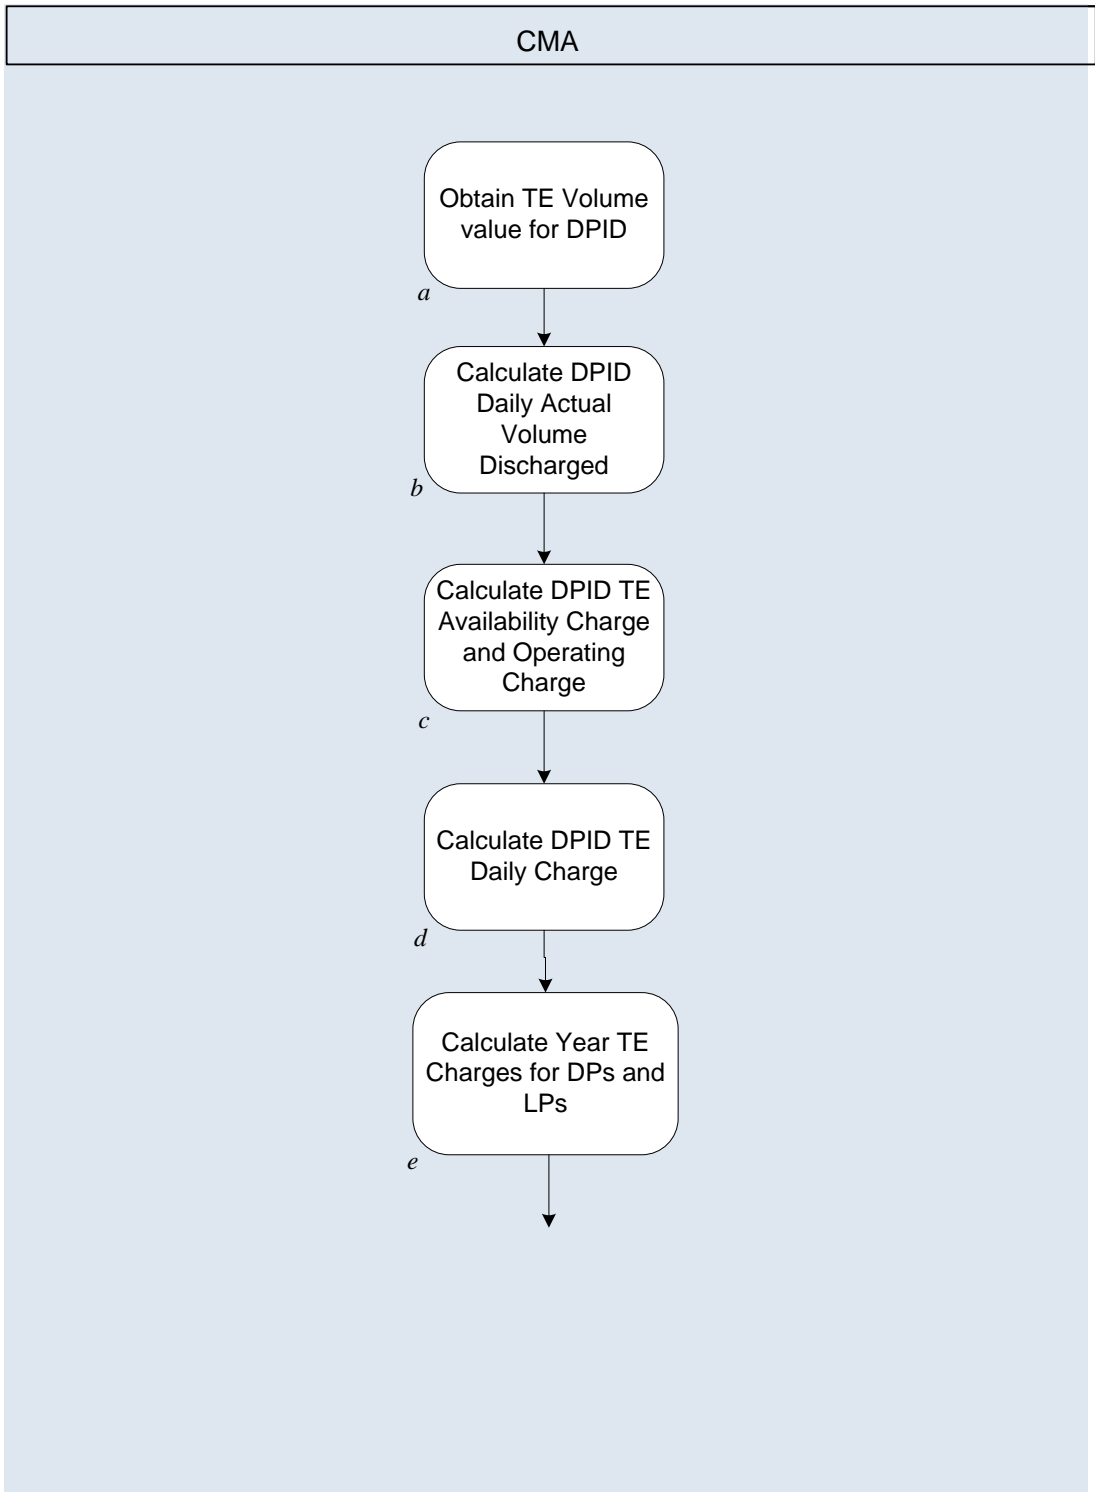 CMA
Obtain TE Volume
value for DPID
a
Calculate DPID
Daily Actual
Volume
Discharged
b
Calculate DPID TE
Availability Charge
and Operating
Charge
c
Calculate DPID TE
Daily Charge
d
Calculate Year TE
Charges for DPs and
LPs
e